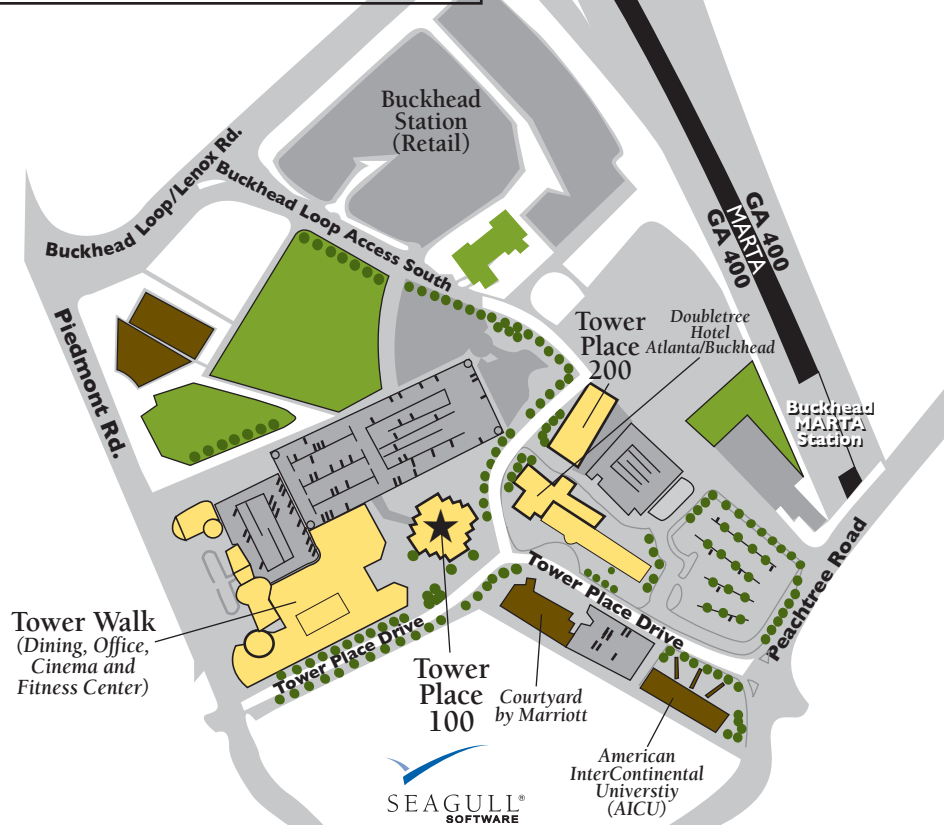 Buckhead
Station
(Retail)
Buckhead Loop/Lenox Rd.
Buckhead Loop Access South
GA 400
MARTA
GA 400
Piedmont Rd.
Tower
Place
200
Doubletree
Hotel
Atlanta/Buckhead
Buckhead
MARTA
Station
Peachtree Road
Tower Place Drive
Tower Walk
(Dining, Office,
Cinema and
Fitness Center)
Tower Place Drive
Tower
Place
100
Courtyard
by Marriott
American
InterContinental
Universtiy
(AICU)
SEAGULL®
SOFTWARE